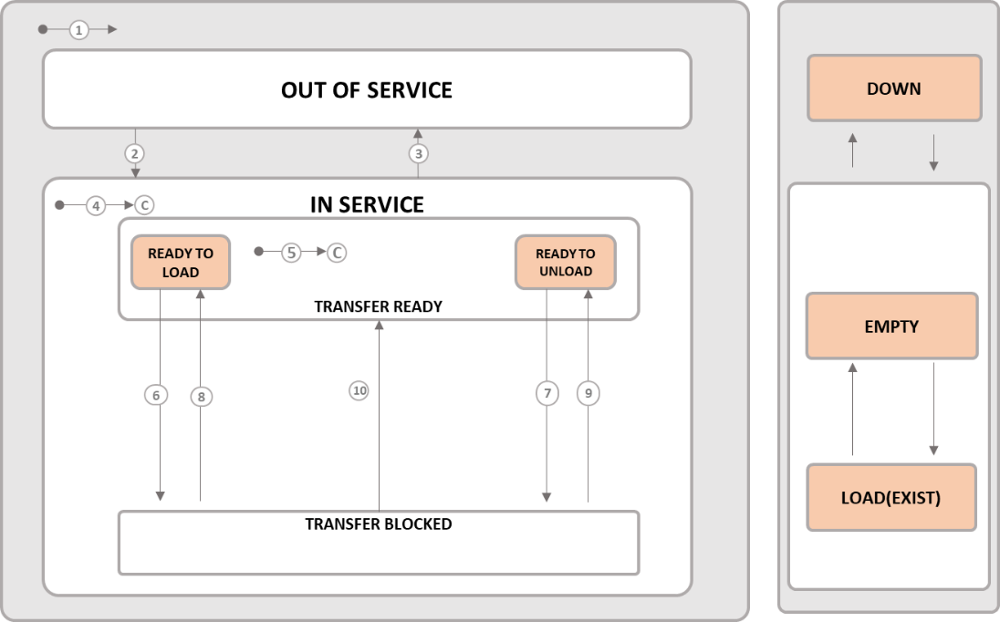 1
OUT OF SERVICE
2
3
4
C
IN SERVICE
READY TO
LOAD
5
C
READY TO
UNLOAD
TRANSFER READY
6
8
10
7
9
TRANSFER BLOCKED
DOWN
EMPTY
LOAD(EXIST)